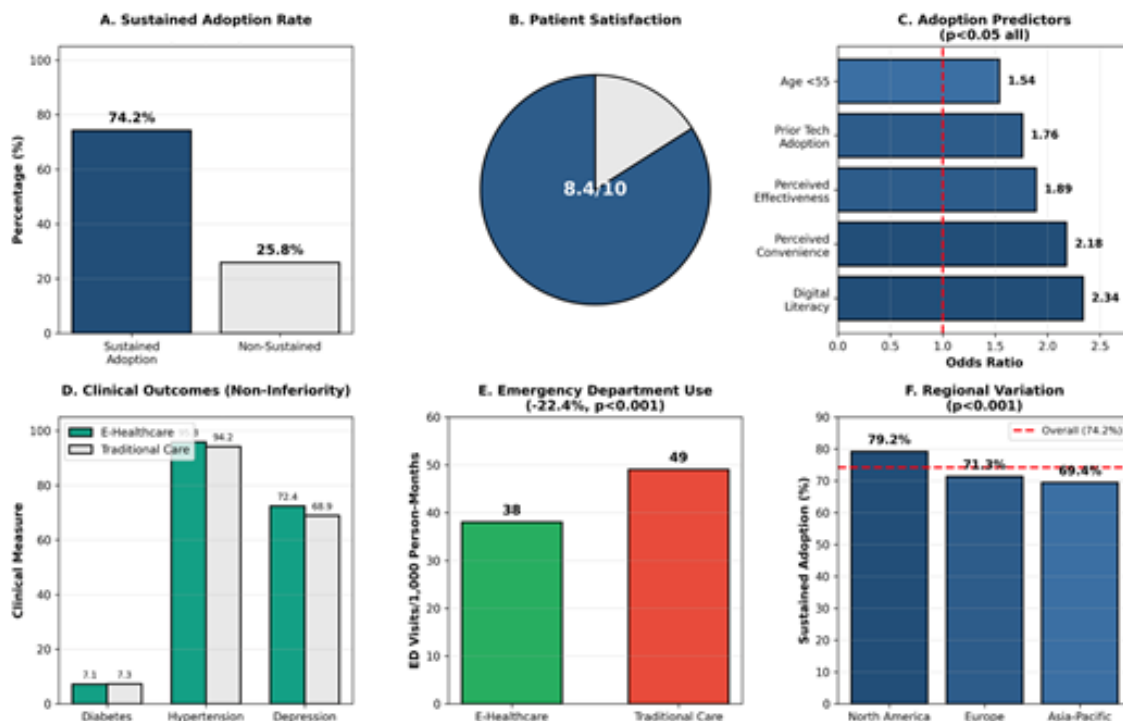 A. Sustained Adoption Rate
100
80
60
40
20
0
Percentage (%)
74.2%
25.8%
Sustained
Adoption
Non-Sustained
B. Patient Satisfaction
8.4/10
C. Adoption Predictors
(p<0.05 all)
Age <55
1.54
Prior Tech
Adoption
1.76
Perceived
Effectiveness
1.89
Perceived
Convenience
2.18
Digital
Literacy
2.34
0.0 0.5 1.0 1.5 2.0 2.5
Odds Ratio
D. Clinical Outcomes (Non-Inferiority)
100
80
60
40
20
0
Clinical Measure
E-Healthcare
Traditional Care
7.1
7.3
94.2
72.4
68.9
Diabetes
Hypertension
Depression
E. Emergency Department Use
(-22.4%, p<0.001)
60
50
40
30
20
10
0
ED Visits/1,000 Person-Months
38
49
E-Healthcare
Traditional Care
F. Regional Variation
(p<0.001)
90
80
70
60
50
40
30
20
10
0
Sustained Adoption (%)
Overall (74.2%)
79.2%
71.3%
69.4%
North America
Europe
Asia-Pacific